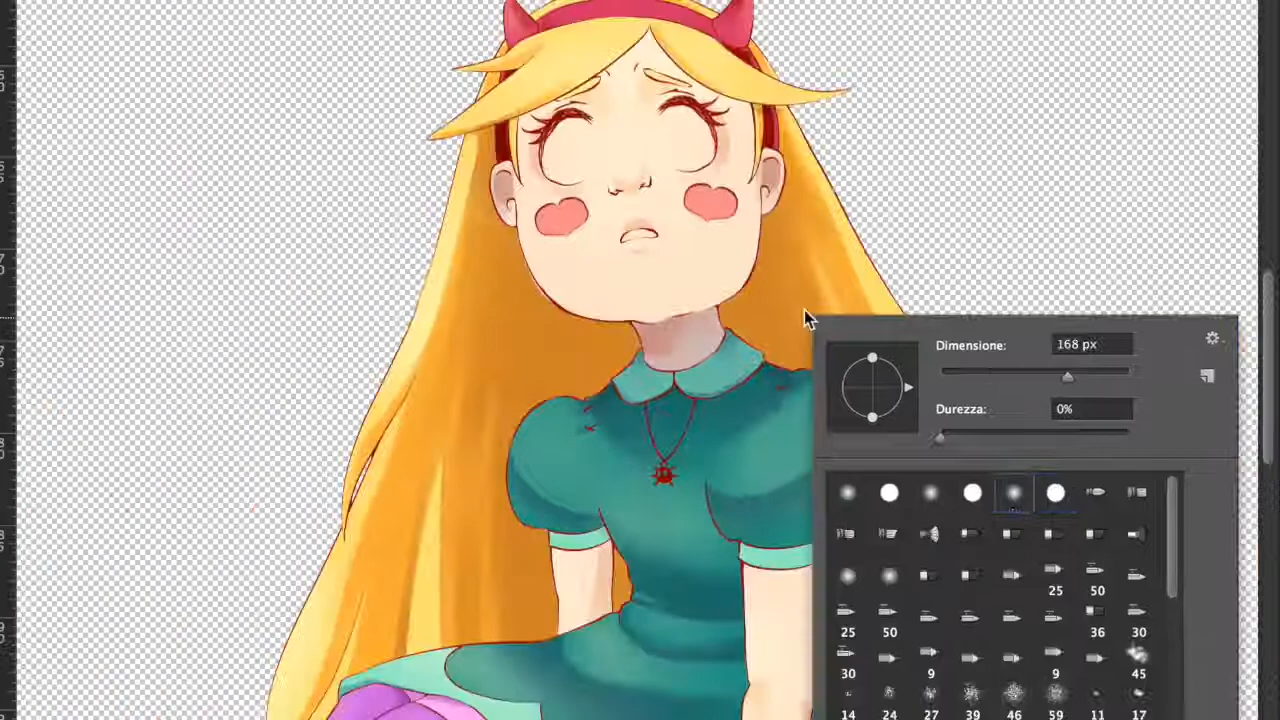 Dimensione: 168 px
Durezza: 0%
25 50
25 50 36 30
30 9 9 45
14 24 27 39 46 59 11 17